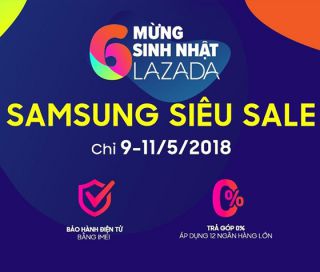 6
MỪNG
SINH NHẬT
LAZADA
SAMSUNG SIÊU SALE
Chỉ 9-11/5/2018
BẢO HÀNH ĐIỆN TỬ
BẰNG IMEI
0%
TRẢ GÓP 0%
ÁP DỤNG 12 NGÂN HÀNG LỚN